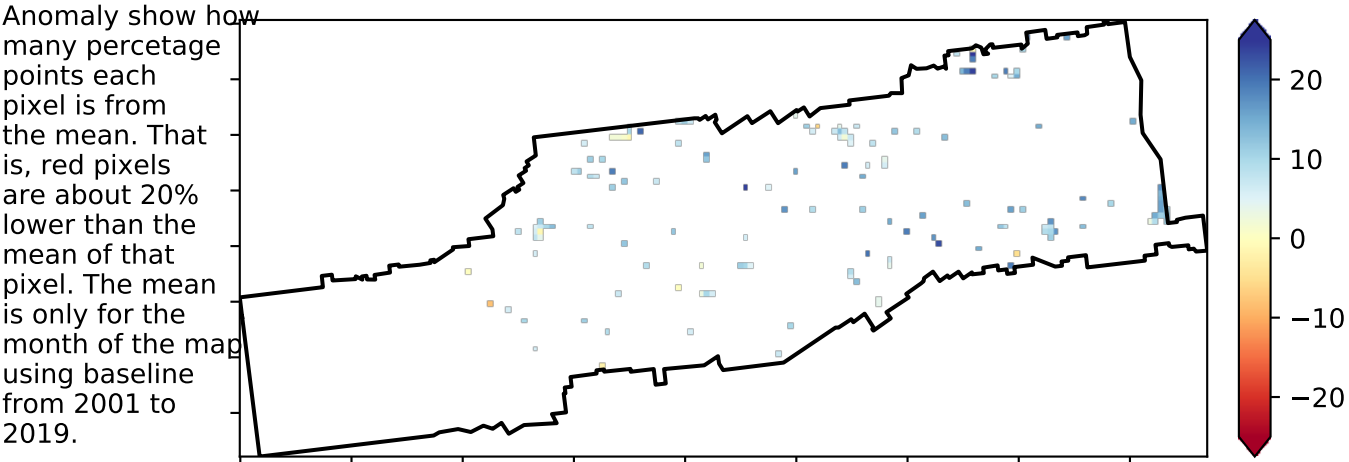 Anomaly show how
many percetage
points each
pixel is from
the mean. That
is, red pixels
are about 20%
lower than the
mean of that
pixel. The mean
is only for the
month of the map
using baseline
from 2001 to
2019.
20
10
0
−10
−20